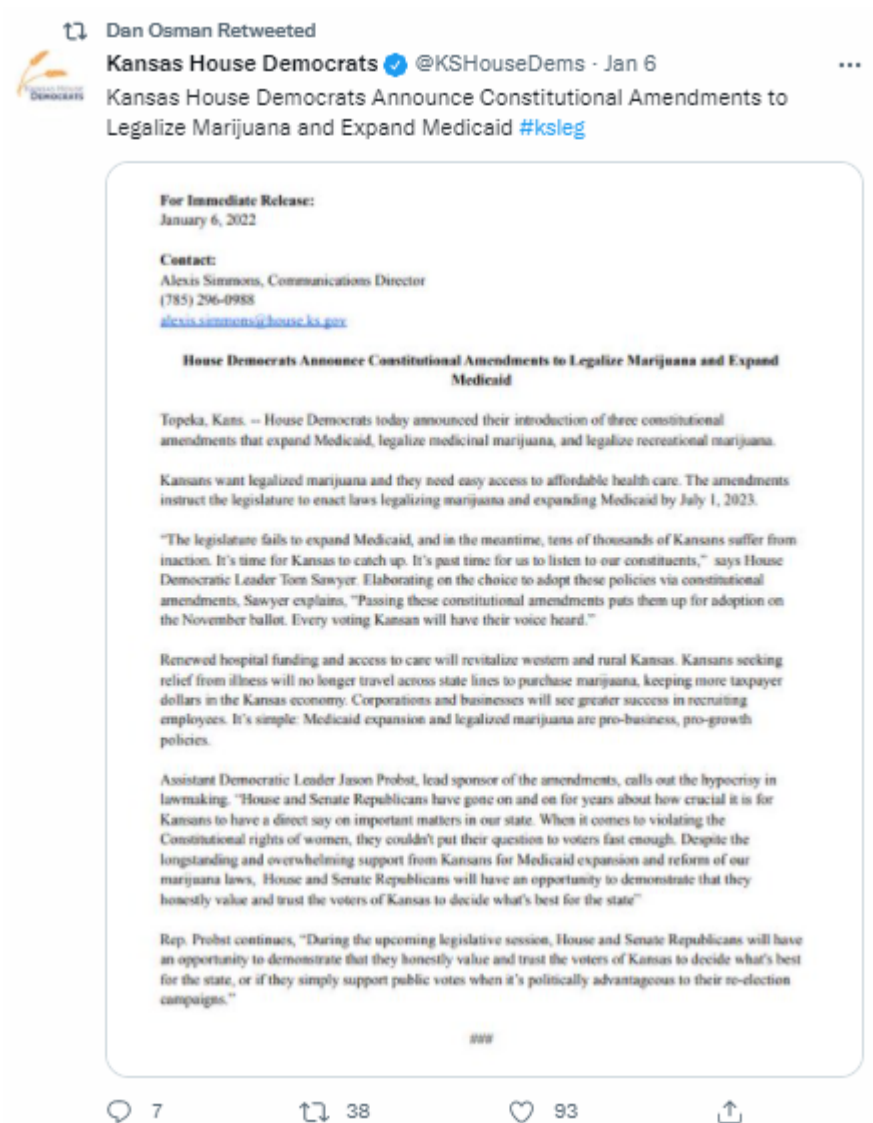 Dan Osman Retweeted
Kansas House Democrats @KSHouseDems · Jan 6
Kansas House
DEMOCRATS
Kansas House Democrats Announce Constitutional Amendments to
Legalize Marijuana and Expand Medicaid #ksleg
For Immediate Release:
January 6, 2022
Contact:
Alexis Simmons, Communications Director
(785) 296-0988
alexis.simmons@house.ks.gov
House Democrats Announce Constitutional Amendments to Legalize Marijuana and Expand
Medicaid
Topeka, Kans. -- House Democrats today announced their introduction of three constitutional
amendments that expand Medicaid, legalize medicinal marijuana, and legalize recreational marijuana.
Kansans want legalized marijuana and they need easy access to affordable health care. The amendments
instruct the legislature to enact laws legalizing marijuana and expanding Medicaid by July 1, 2023.
"The legislature fails to expand Medicaid, and in the meantime, tens of thousands of Kansans suffer from
inaction. It's time for Kansas to catch up. It's past time for us to listen to our constituents," says House
Democratic Leader Tom Sawyer. Elaborating on the choice to adopt these policies via constitutional
amendments, Sawyer explains, "Passing these constitutional amendments puts them up for adoption on
the November ballot. Every voting Kansan will have their voice heard."
Renewed hospital funding and access to care will revitalize western and rural Kansas. Kansans seeking
relief from illness will no longer travel across state lines to purchase marijuana, keeping more taxpayer
dollars in the Kansas economy. Corporations and businesses will see greater success in recruiting
employees. It's simple: Medicaid expansion and legalized marijuana are pro-business, pro-growth
policies.
Assistant Democratic Leader Jason Probst, lead sponsor of the amendments, calls out the hypocrisy in
lawmaking. "House and Senate Republicans have gone on and on for years about how crucial it is for
Kansans to have a direct say on important matters in our state. When it comes to violating the
Constitutional rights of women, they couldn't put their question to voters fast enough. Despite the
longstanding and overwhelming support from Kansans for Medicaid expansion and reform of our
marijuana laws, House and Senate Republicans will have an opportunity to demonstrate that they
honestly value and trust the voters of Kansas to decide what's best for the state"
Rep. Probst continues, "During the upcoming legislative session, House and Senate Republicans will have
an opportunity to demonstrate that they honestly value and trust the voters of Kansas to decide what's best
for the state, or if they simply support public votes when it's politically advantageous to their re-election
campaigns."
###
7 38 93